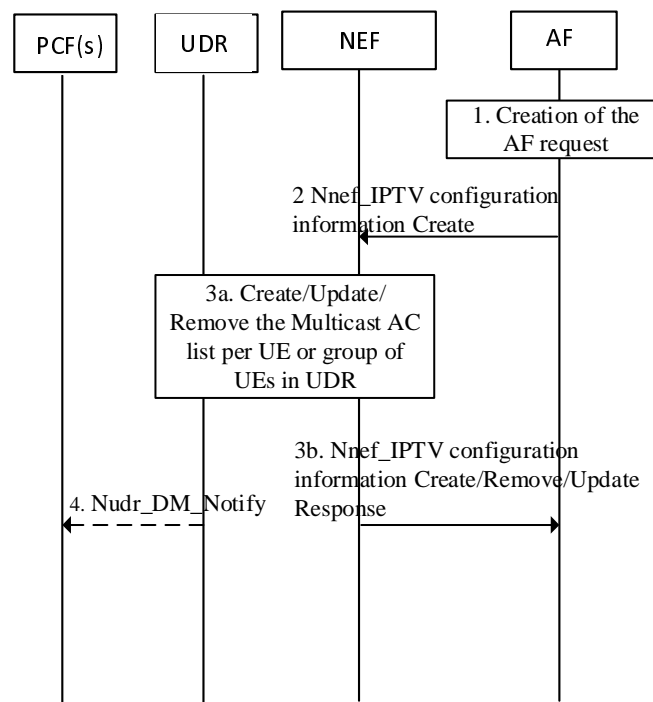 PCF(s)
UDR
NEF
AF
1. Creation of the
AF request
2 Nnef_IPTV configuration
information Create
3a. Create/Update/
Remove the Multicast AC
list per UE or group of
UEs in UDR
3b. Nnef_IPTV configuration
information Create/Remove/Update
Response
4. Nudr_DM_Notify